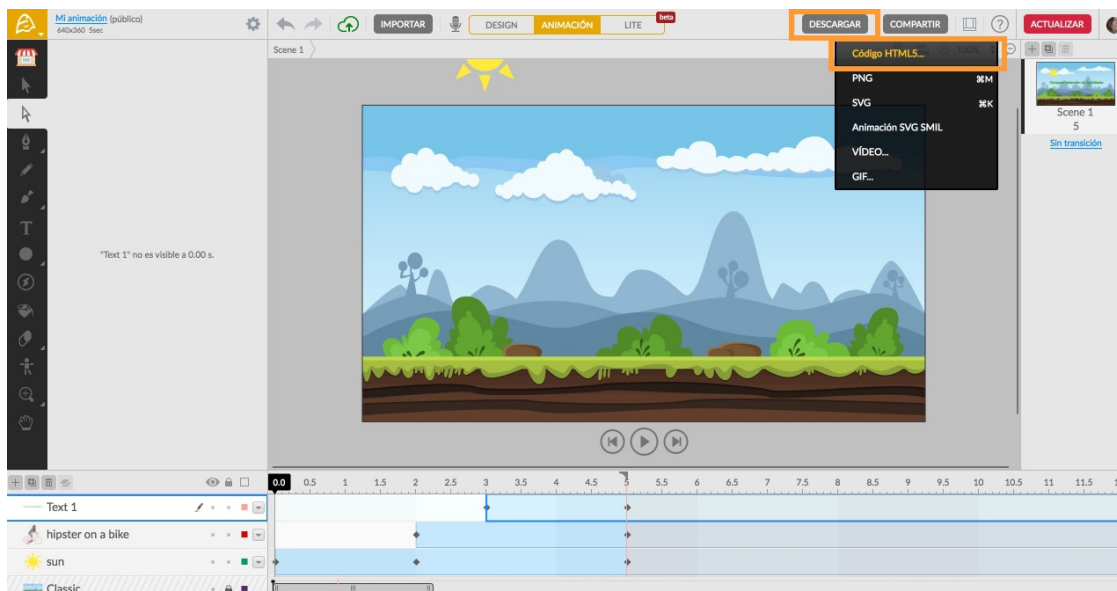 Mi animación (público)
640x360 5sec
IMPORTAR
DESIGN
ANIMACIÓN
LITE
beta
DESCARGAR
COMPARTIR
?
ACTUALIZAR
Scene 1
100%
Código HTML5...
PNG ⌘M
SVG ⌘K
Animación SVG SMIL
VÍDEO...
GIF...
Scene 1
5
Sin transición
T
"Text 1" no es visible a 0.00 s.
0.0 0.5 1 1.5 2 2.5 3 3.5 4 4.5 5 5.5 6 6.5 7 7.5 8 8.5 9 9.5 10 10.5 11 11.5
Text 1
hipster on a bike
sun
Classic